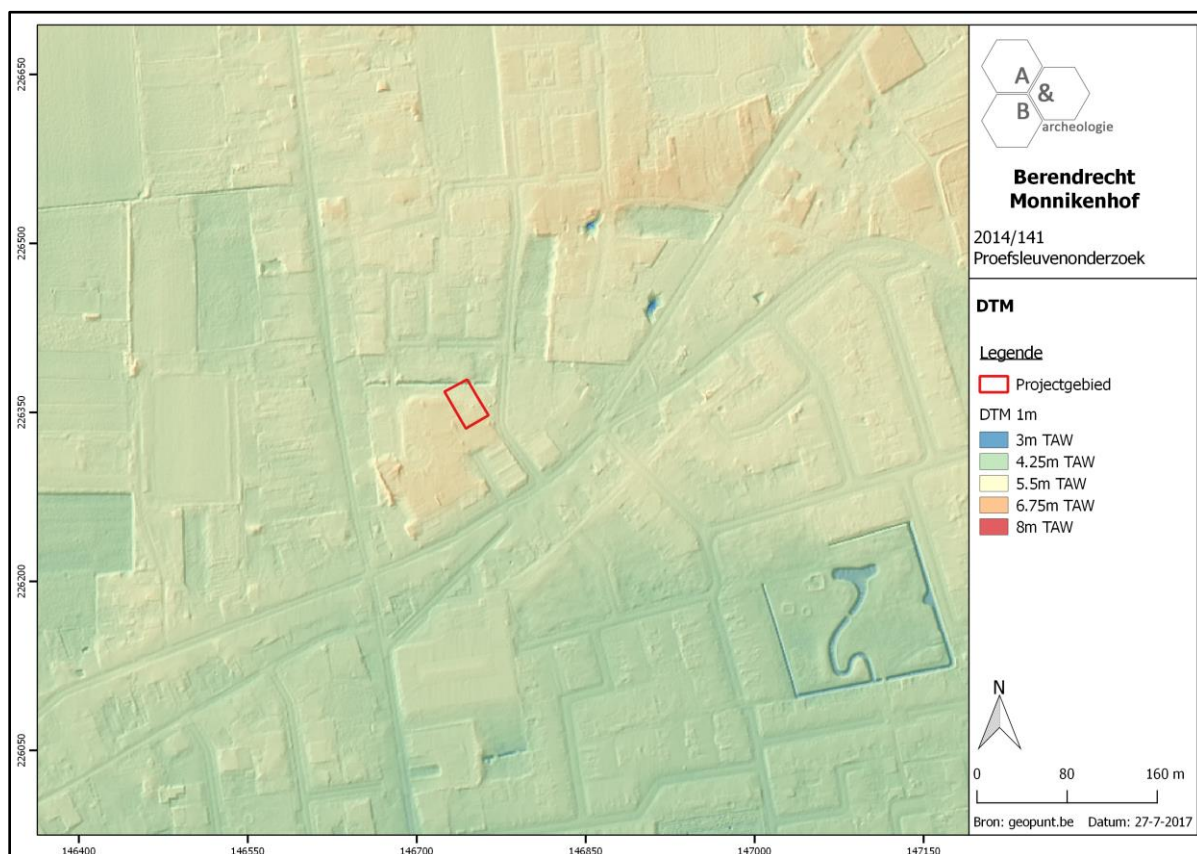 226650
226500
226350
226200
226050
146400
146550
146700
146850
147000
147150
A
&
B
archeologie
Berendrecht
Monnikenhof
2014/141
Proefsleuvenonderzoek
DTM
Legende
Projectgebied
DTM 1m
3m TAW
4.25m TAW
5.5m TAW
6.75m TAW
8m TAW
N
0 80 160 m
Bron: geopunt.be Datum: 27-7-2017